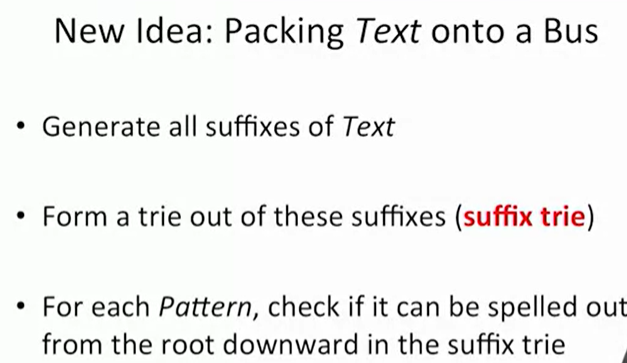 New Idea: Packing Text onto a Bus
• Generate all suffixes of Text
• Form a trie out of these suffixes (suffix trie)
• For each Pattern, check if it can be spelled out
from the root downward in the suffix trie